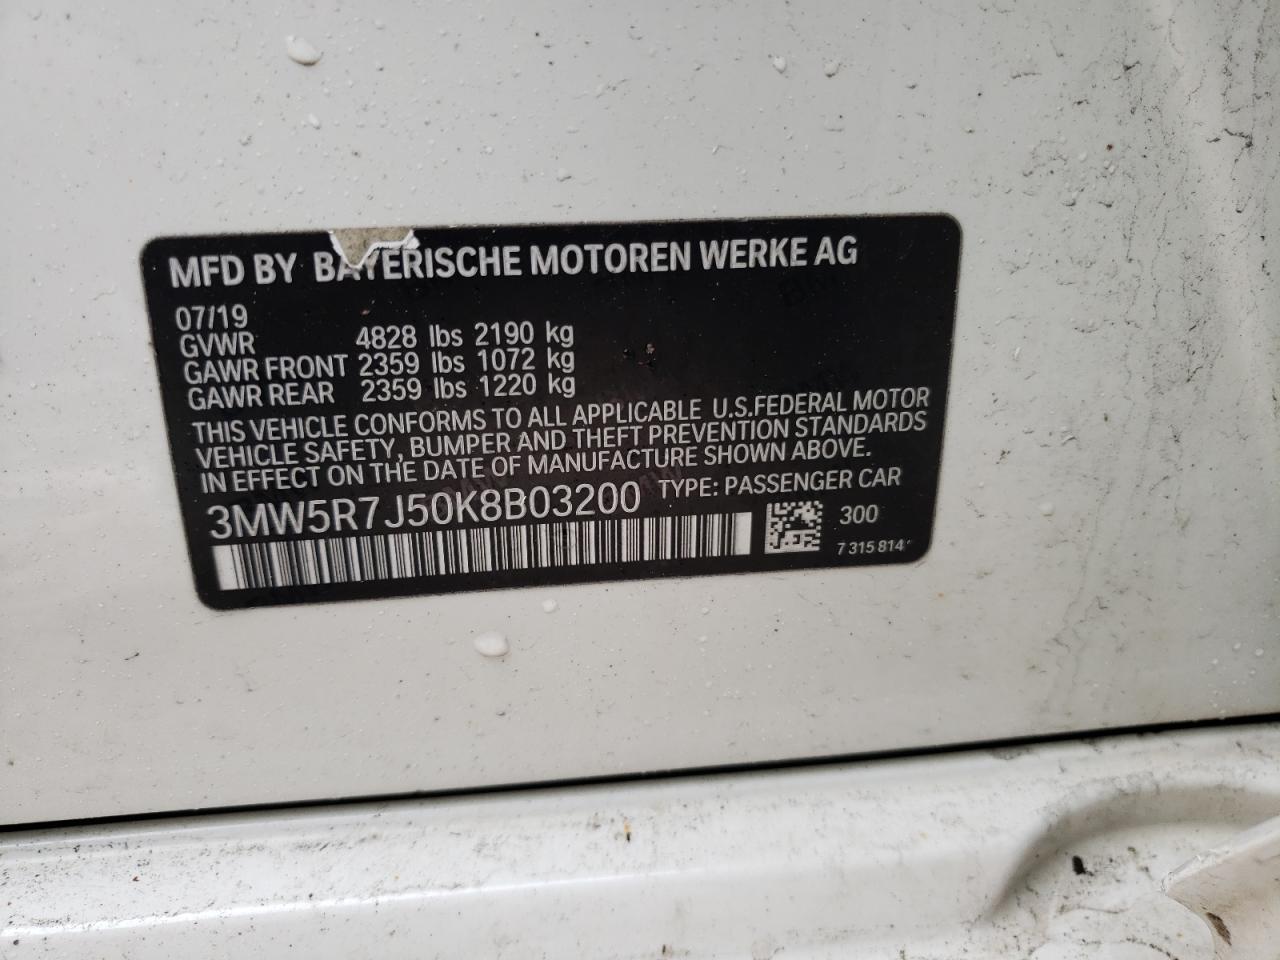 MFD BY BAYERISCHE MOTOREN WERKE AG
07/19
GVWR 4828 lbs 2190 kg
GAWR FRONT 2359 lbs 1072 kg
GAWR REAR 2359 lbs 1220 kg
THIS VEHICLE CONFORMS TO ALL APPLICABLE U.S.FEDERAL MOTOR
VEHICLE SAFETY, BUMPER AND THEFT PREVENTION STANDARDS
IN EFFECT ON THE DATE OF MANUFACTURE SHOWN ABOVE.
3MW5R7J50K8B03200 TYPE: PASSENGER CAR
300
7 315 814